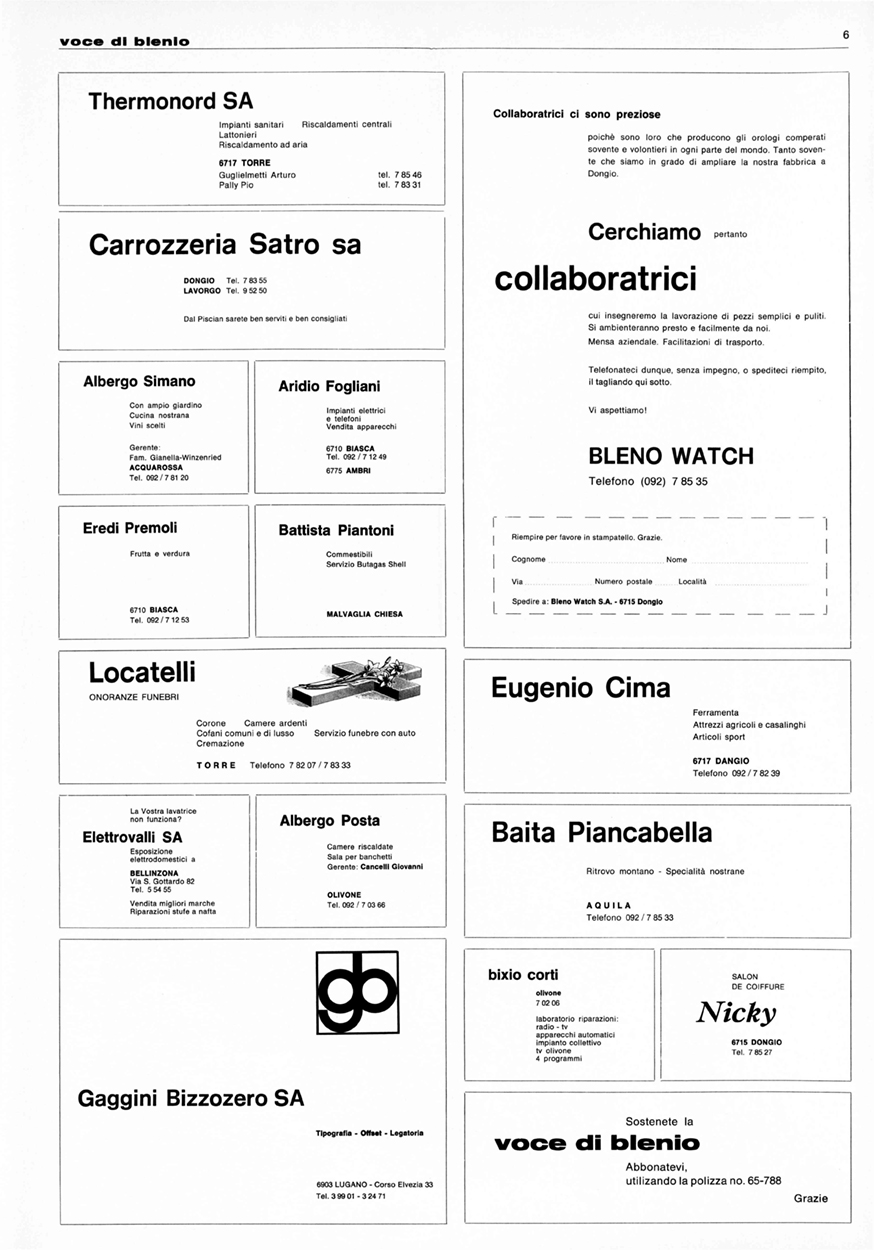 voce di blenio
6
Thermonord SA
Impianti sanitari Riscaldamenti centrali
Lattonieri
Riscaldamento ad aria
6717 TORRE
Guglielmetti Arturo tel. 7 85 46
Pally Pio tel. 7 83 31
Carrozzeria Satro sa
DONGIO Tel. 7 83 55
LAVORGO Tel. 9 52 50
Dal Piscian sarete ben serviti e ben consigliati
Albergo Simano
Con ampio giardino
Cucina nostrana
Vini scelti
Gerente:
Fam. Gianella-Winzenried
ACQUAROSSA
Tel. 092 / 7 81 20
Aridio Fogliani
Impianti elettrici
e telefoni
Vendita apparecchi
6710 BIASCA
Tel. 092 / 7 12 49
6775 AMBRI
Eredi Premoli
Frutta e verdura
6710 BIASCA
Tel. 092 / 7 12 53
Battista Piantoni
Commestibili
Servizio Butagas Shell
MALVAGLIA CHIESA
Locatelli
ONORANZE FUNEBRI
Corone Camere ardenti
Cofani comuni e di lusso Servizio funebre con auto
Cremazione
TORRE Telefono 7 82 07 / 7 83 33
La Vostra lavatrice
non funziona?
Elettrovalli SA
Esposizione
elettrodomestici a
BELLINZONA
Via S. Gottardo 82
Tel. 5 54 55
Vendita migliori marche
Riparazioni stufe a nafta
Albergo Posta
Camere riscaldate
Sala per banchetti
Gerente: Cancelli Giovanni
OLIVONE
Tel. 092 / 7 03 66
gb
Gaggini Bizzozero SA
Tipografia - Offset - Legatoria
6903 LUGANO - Corso Elvezia 33
Tel. 3 99 01 - 3 24 71
Collaboratrici ci sono preziose
poichè sono loro che producono gli orologi comperati
sovente e volontieri in ogni parte del mondo. Tanto soven-
te che siamo in grado di ampliare la nostra fabbrica a
Dongio.
Cerchiamo pertanto
collaboratrici
cui insegneremo la lavorazione di pezzi semplici e puliti.
Si ambienteranno presto e facilmente da noi.
Mensa aziendale. Facilitazioni di trasporto.
Telefonateci dunque, senza impegno, o spediteci riempito,
il tagliando qui sotto.
Vi aspettiamo!
BLENO WATCH
Telefono (092) 7 85 35
Riempire per favore in stampatello. Grazie.
Cognome Nome
Via Numero postale Località
Spedire a: Bleno Watch S.A. - 6715 Dongio
Eugenio Cima
Ferramenta
Attrezzi agricoli e casalinghi
Articoli sport
6717 DANGIO
Telefono 092 / 7 82 39
Baita Piancabella
Ritrovo montano - Specialità nostrane
AQUILA
Telefono 092 / 7 85 33
bixio corti
olivone
7 02 06
laboratorio riparazioni:
radio - tv
apparecchi automatici
impianto collettivo
tv olivone
4 programmi
SALON
DE COIFFURE
Nicky
6715 DONGIO
Tel. 7 85 27
Sostenete la
voce di blenio
Abbonatevi,
utilizando la polizza no. 65-788
Grazie